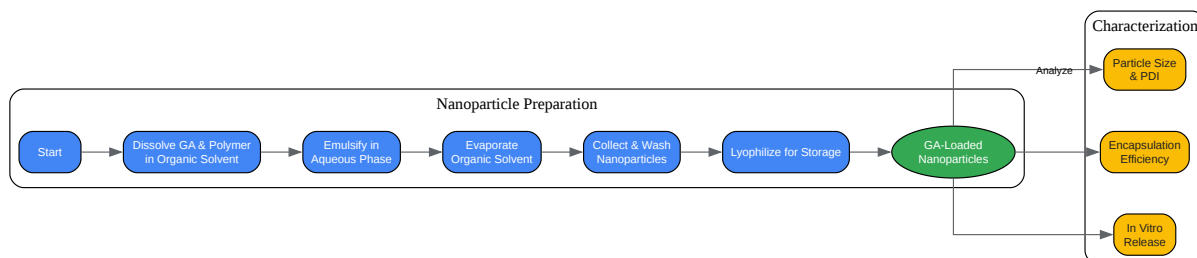 Characterization
Particle Size
& PDI
Analyze
Nanoparticle Preparation
Start
Dissolve GA & Polymer
in Organic Solvent
Emulsify in
Aqueous Phase
Evaporate
Organic Solvent
Collect & Wash
Nanoparticles
Lyophilize for Storage
GA-Loaded
Nanoparticles
Encapsulation
Efficiency
In Vitro
Release